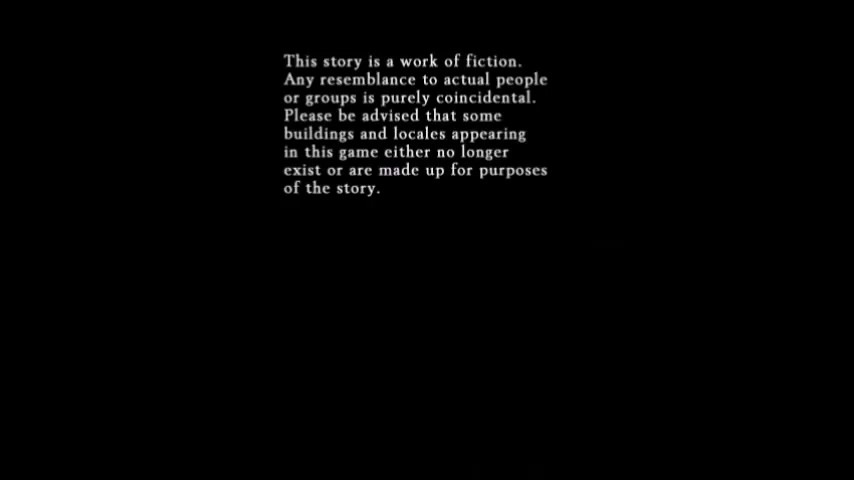 This story is a work of fiction.
Any resemblance to actual people
or groups is purely coincidental.
Please be advised that some
buildings and locales appearing
in this game either no longer
exist or are made up for purposes
of the story.